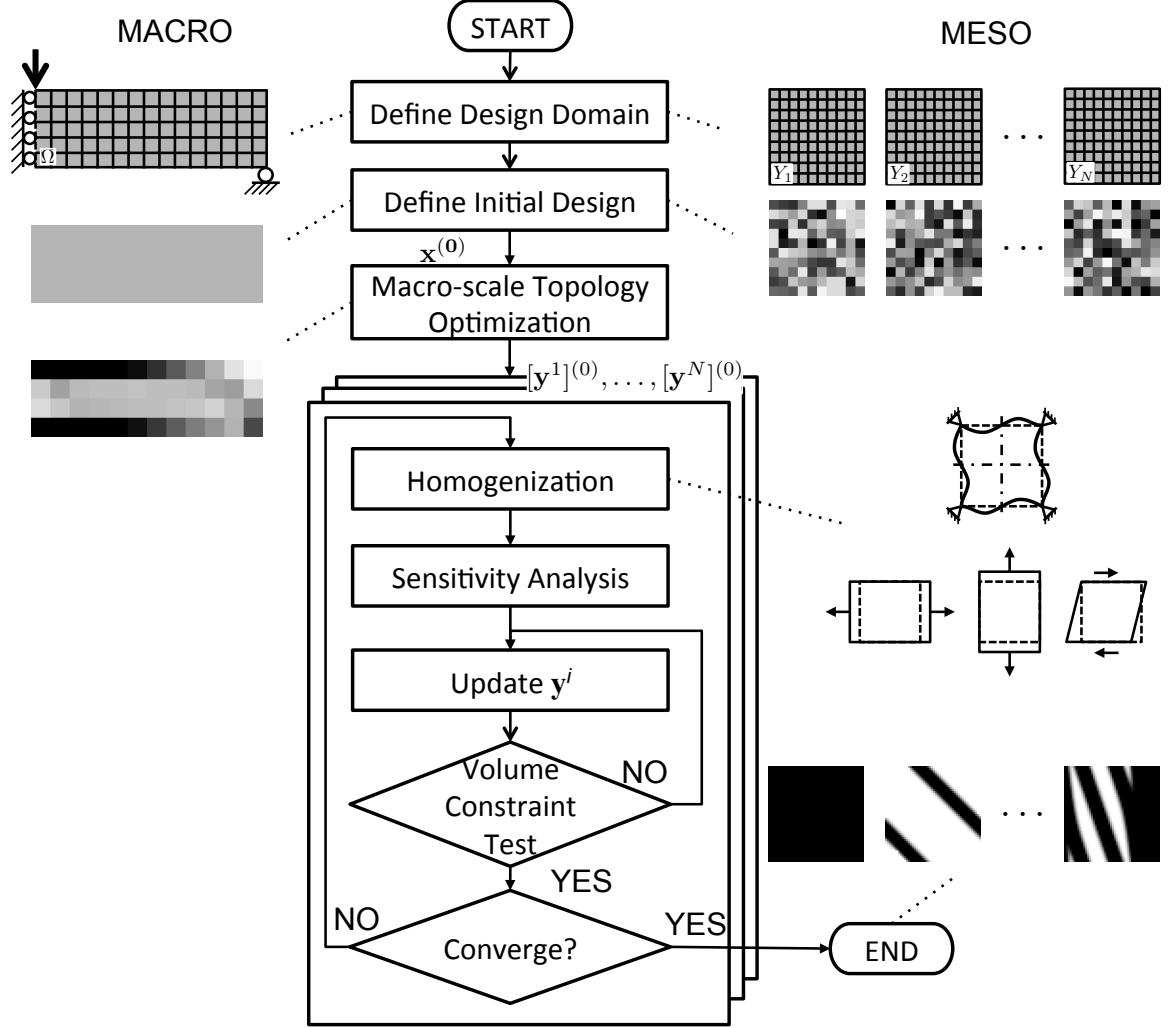 MACRO
START
MESO
Define Design Domain
Ω
Y₁
Y₂
. . .
Y_N
Define Initial Design
x⁽⁰⁾
. . .
Macro-scale Topology
Optimization
[y¹]⁽⁰⁾, . . . , [y^N]⁽⁰⁾
Homogenization
Sensitivity Analysis
Update yⁱ
Volume
Constraint
Test
NO
. . .
YES
NO
Converge?
YES
END